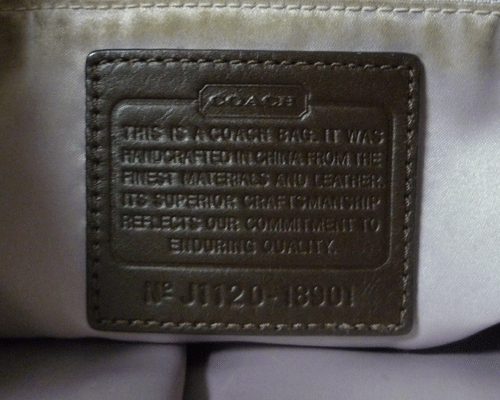 COACH
THIS IS A COACH BAG. IT WAS
HANDCRAFTED IN CHINA FROM THE
FINEST MATERIALS AND LEATHER.
ITS SUPERIOR CRAFTSMANSHIP
REFLECTS OUR COMMITMENT TO
ENDURING QUALITY.
Nº J1120-18901